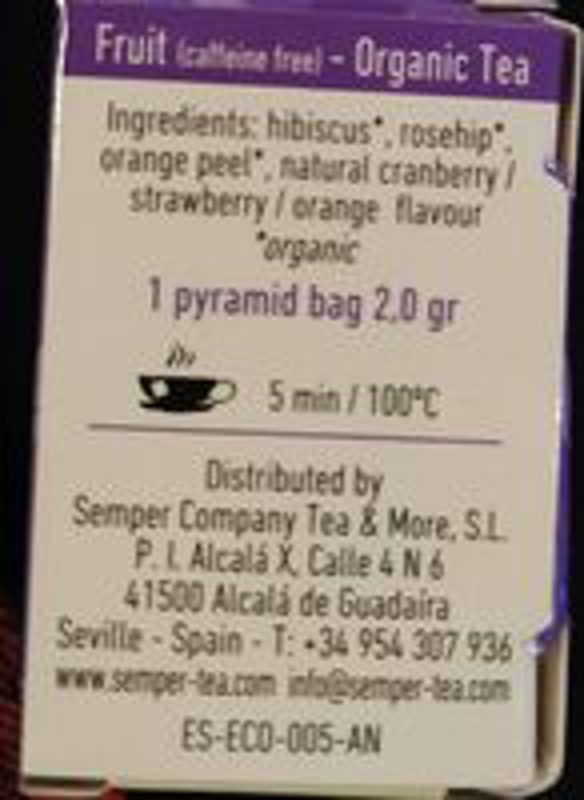 Fruit (caffeine free) - Organic Tea
Ingredients: hibiscus*, rosehip*,
orange peel*, natural cranberry /
strawberry / orange flavour
*organic
1 pyramid bag 2,0 gr
5 min / 100ºC
Distributed by
Semper Company Tea & More, S.L.
P. I. Alcalá X, Calle 4 N 6
41500 Alcalá de Guadaíra
Seville - Spain - T: +34 954 307 936
www.semper-tea.com info@semper-tea.com
ES-ECO-005-AN